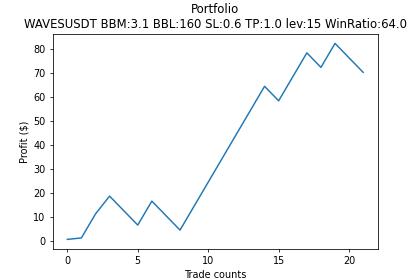 Portfolio
WAVESUSDT BBM:3.1 BBL:160 SL:0.6 TP:1.0 lev:15 WinRatio:64.0
80
70
60
50
40
30
20
10
0
Profit ($)
0 5 10 15 20
Trade counts